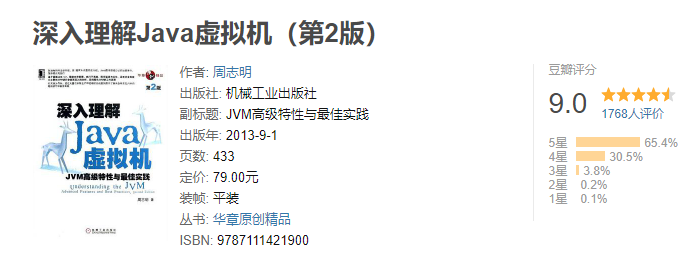 深入理解Java虚拟机（第2版）
第2版
深入理解
Java
虚拟机
JVM高级特性与最佳实践
Understanding the JVM
周志明 著
作者: 周志明
出版社: 机械工业出版社
副标题: JVM高级特性与最佳实践
出版年: 2013-9-1
页数: 433
定价: 79.00元
装帧: 平装
丛书: 华章原创精品
ISBN: 9787111421900
豆瓣评分
9.0
1768人评价
5星 65.4%
4星 30.5%
3星 3.8%
2星 0.2%
1星 0.1%